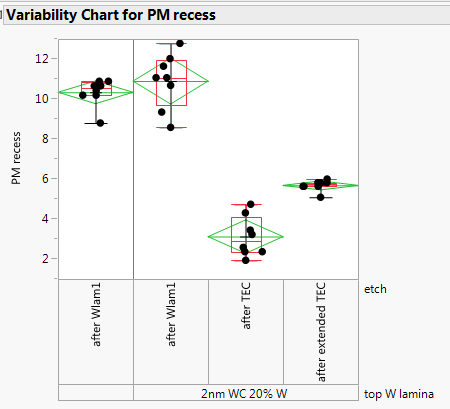 Variability Chart for PM recess
12
10
8
6
4
2
PM recess
after Wlam1
after Wlam1
after TEC
after extended TEC
etch
2nm WC 20% W
top W lamina